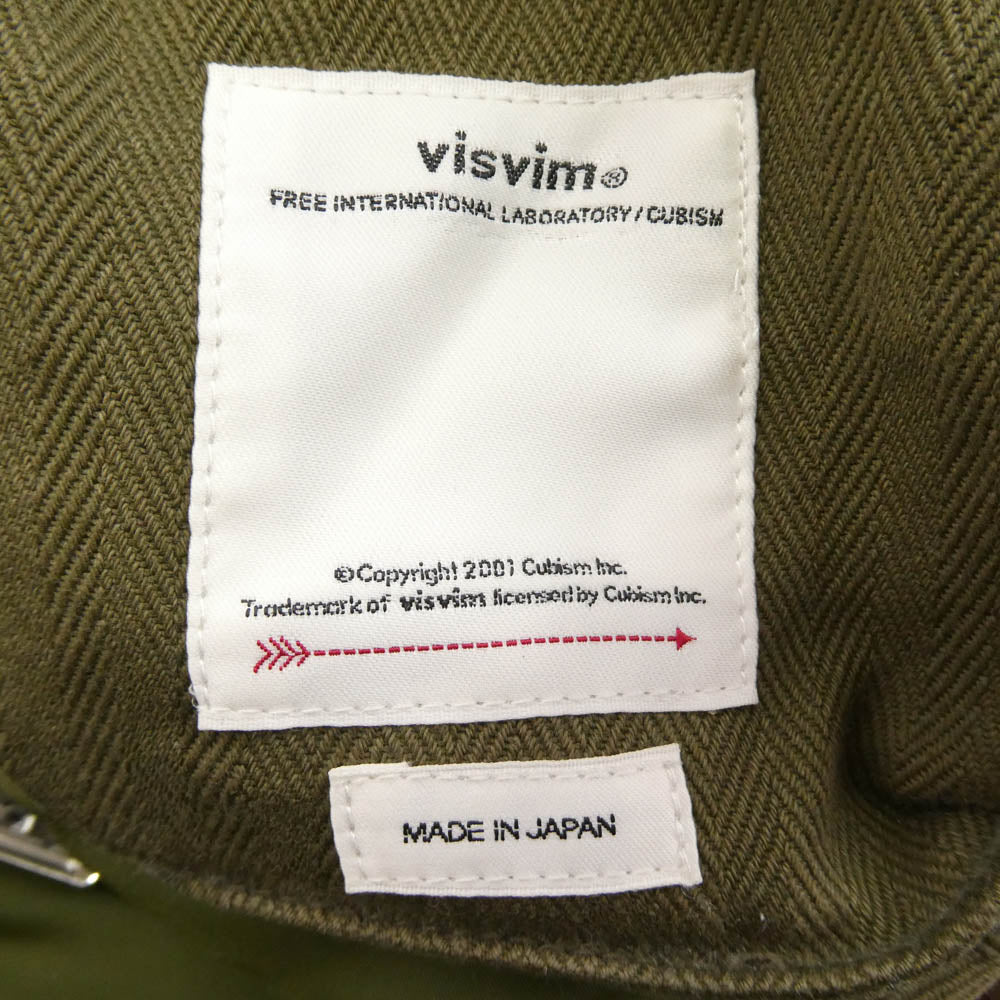 visvim®
FREE INTERNATIONAL LABORATORY / CUBISM
©Copyright 2001 Cubism Inc.
Trademark of visvim licensed by Cubism Inc.
MADE IN JAPAN